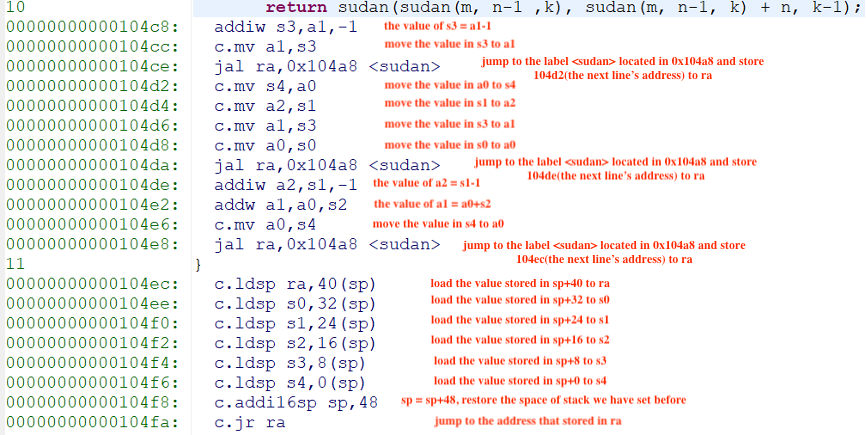 10 return sudan(sudan(m, n-1 ,k), sudan(m, n-1, k) + n, k-1);
00000000000104c8: addiw s3,a1,-1 the value of s3 = a1-1
00000000000104cc: c.mv a1,s3 move the value in s3 to a1
00000000000104ce: jal ra,0x104a8 <sudan> jump to the label <sudan> located in 0x104a8 and store
104d2(the next line's address) to ra
00000000000104d2: c.mv s4,a0 move the value in a0 to s4
00000000000104d4: c.mv a2,s1 move the value in s1 to a2
00000000000104d6: c.mv a1,s3 move the value in s3 to a1
00000000000104d8: c.mv a0,s0 move the value in s0 to a0
00000000000104da: jal ra,0x104a8 <sudan> jump to the label <sudan> located in 0x104a8 and store
104de(the next line's address) to ra
00000000000104de: addiw a2,s1,-1 the value of a2 = s1-1
00000000000104e2: addw a1,a0,s2 the value of a1 = a0+s2
00000000000104e6: c.mv a0,s4 move the value in s4 to a0
00000000000104e8: jal ra,0x104a8 <sudan> jump to the label <sudan> located in 0x104a8 and store
104ec(the next line's address) to ra
11 }
00000000000104ec: c.ldsp ra,40(sp) load the value stored in sp+40 to ra
00000000000104ee: c.ldsp s0,32(sp) load the value stored in sp+32 to s0
00000000000104f0: c.ldsp s1,24(sp) load the value stored in sp+24 to s1
00000000000104f2: c.ldsp s2,16(sp) load the value stored in sp+16 to s2
00000000000104f4: c.ldsp s3,8(sp) load the value stored in sp+8 to s3
00000000000104f6: c.ldsp s4,0(sp) load the value stored in sp+0 to s4
00000000000104f8: c.addi16sp sp,48 sp = sp+48, restore the space of stack we have set before
00000000000104fa: c.jr ra jump to the address that stored in ra